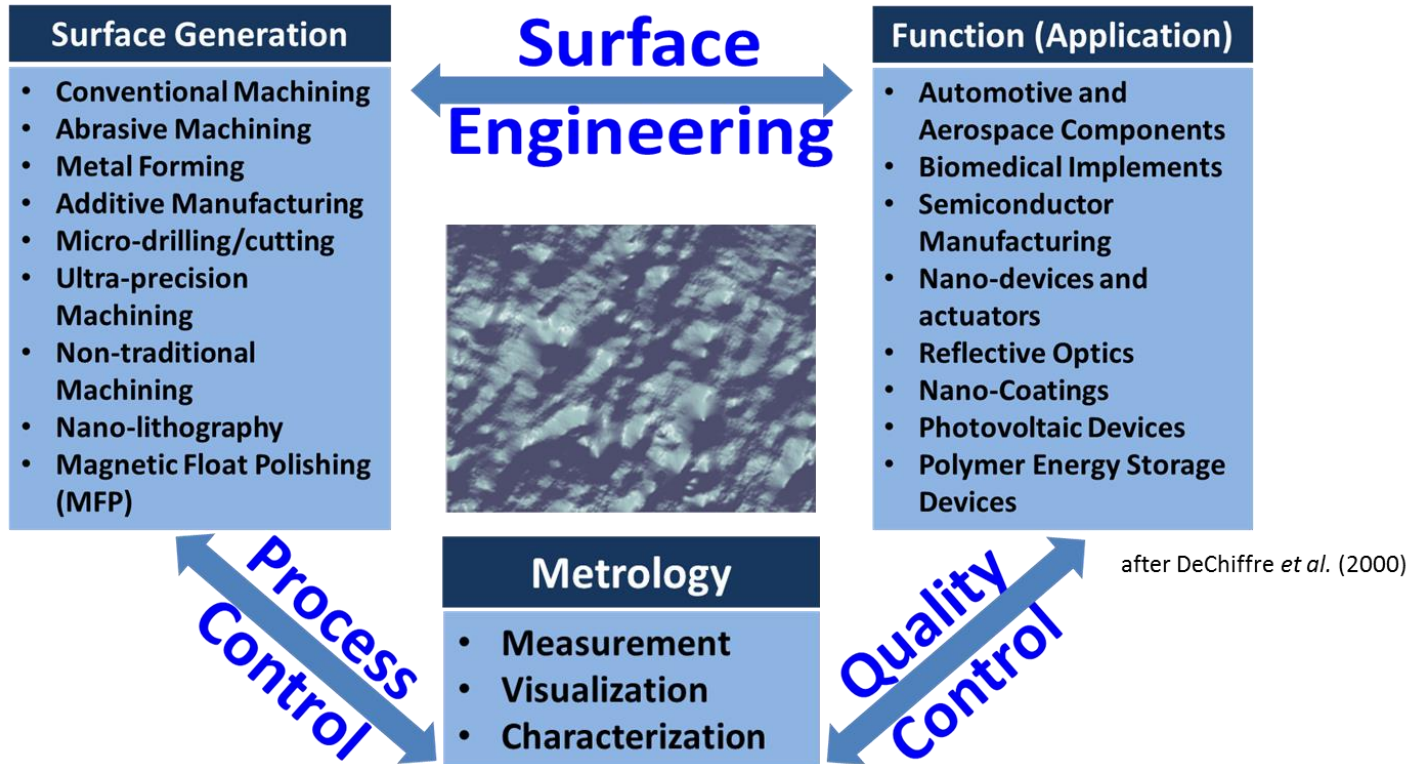 Surface Generation
• Conventional Machining
• Abrasive Machining
• Metal Forming
• Additive Manufacturing
• Micro-drilling/cutting
• Ultra-precision
Machining
• Non-traditional
Machining
• Nano-lithography
• Magnetic Float Polishing
(MFP)
Surface
Engineering
Function (Application)
• Automotive and
Aerospace Components
• Biomedical Implements
• Semiconductor
Manufacturing
• Nano-devices and
actuators
• Reflective Optics
• Nano-Coatings
• Photovoltaic Devices
• Polymer Energy Storage
Devices
after DeChiffre et al. (2000)
Process
Control
Metrology
• Measurement
• Visualization
• Characterization
Quality
Control